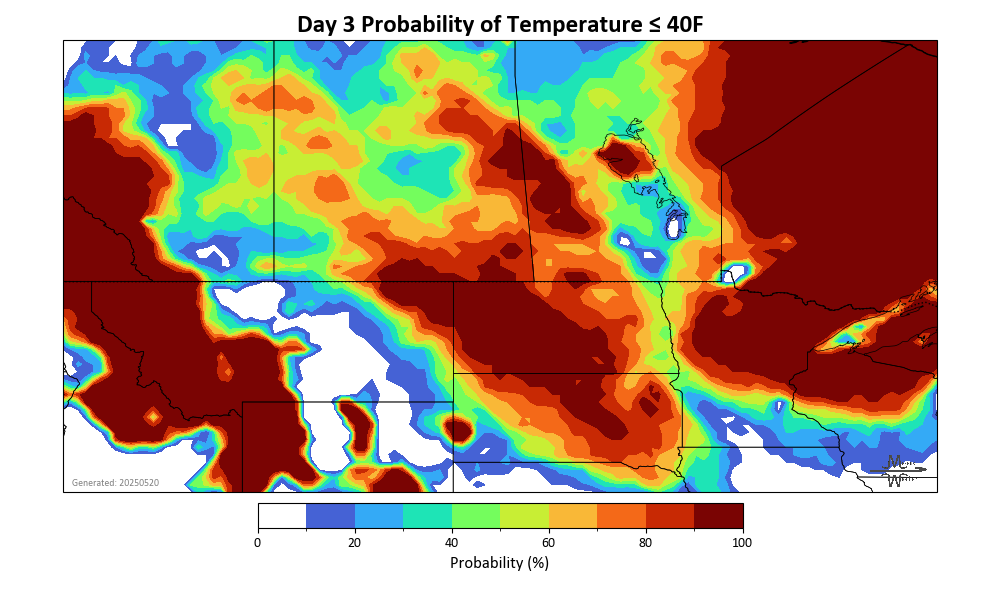 Day 3 Probability of Temperature ≤ 40F
Generated: 20250520
0 20 40 60 80 100
Probability (%)